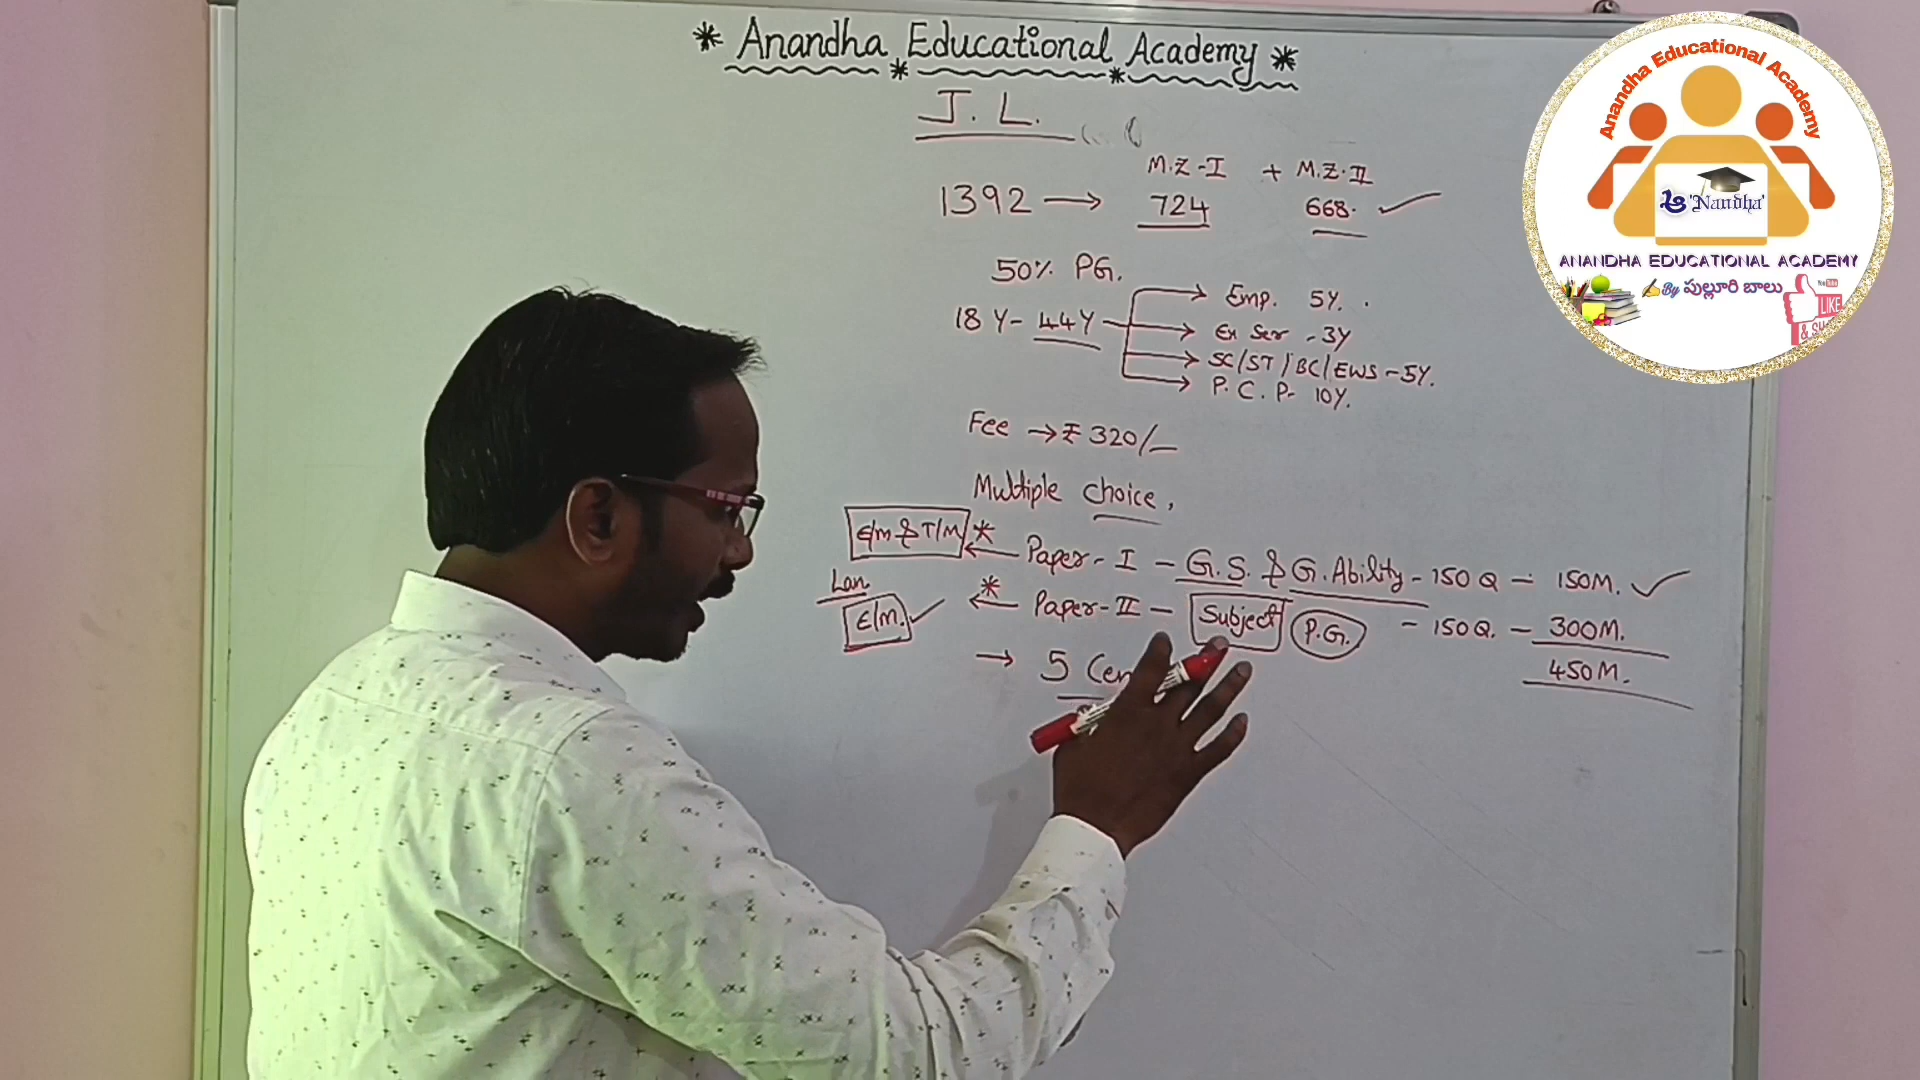 * Anandha Educational Academy *
J. L.
M.Z-I + M.Z-II
1392 → 724 668.
50% PG.
18 Y - 44Y
Emp. 5Y.
Ex Ser - 3Y
SC/ST/BC/EWS - 5Y.
P.C.P- 10Y.
Fee → ₹ 320/-
Multiple choice,
E/m & T/M * Paper - I - G.S. & G.Ability - 150 Q - 150M.
Lan
E/M. * Paper-II - Subject P.G. - 150Q. - 300M.
→ 5 Cen
450M.
Anandha Educational Academy
'Nandha'
ANANDHA EDUCATIONAL ACADEMY
By పుల్లూరి బాలు
YouTube
LIKE